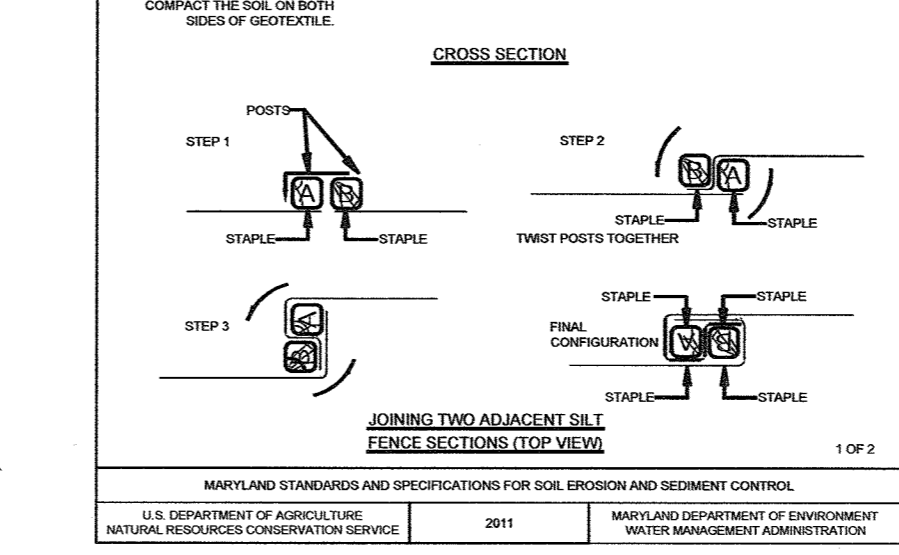 COMPACT THE SOIL ON BOTH
SIDES OF GEOTEXTILE.
CROSS SECTION
POSTS
STEP 1
A B
STAPLE STAPLE
STEP 2
B A
STAPLE STAPLE
TWIST POSTS TOGETHER
STEP 3
A
B
STAPLE STAPLE
FINAL
CONFIGURATION
A B
STAPLE STAPLE
JOINING TWO ADJACENT SILT
FENCE SECTIONS (TOP VIEW)
1 OF 2
MARYLAND STANDARDS AND SPECIFICATIONS FOR SOIL EROSION AND SEDIMENT CONTROL
U.S. DEPARTMENT OF AGRICULTURE
NATURAL RESOURCES CONSERVATION SERVICE
2011
MARYLAND DEPARTMENT OF ENVIRONMENT
WATER MANAGEMENT ADMINISTRATION